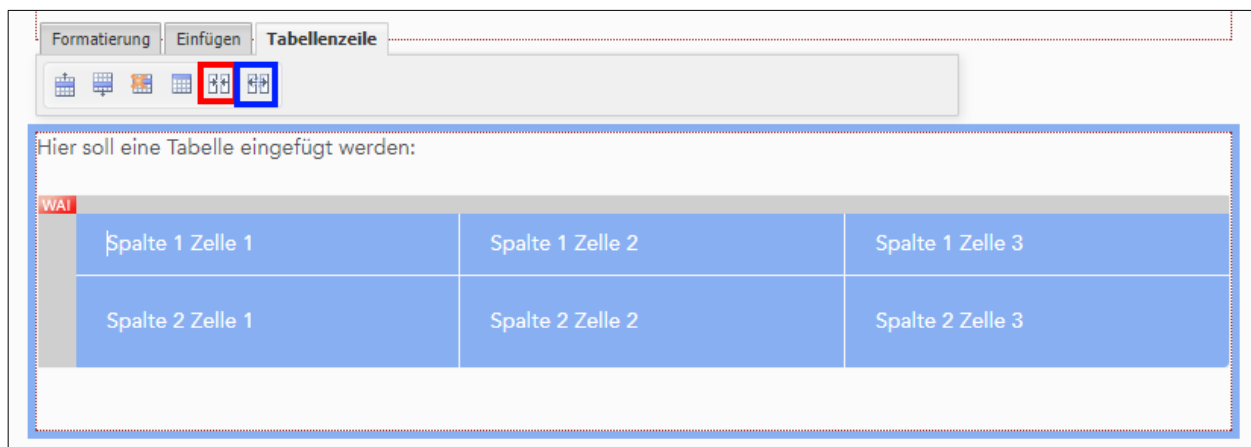 Formatierung Einfügen Tabellenzeile
Hier soll eine Tabelle eingefügt werden:
WAI
Spalte 1 Zelle 1 Spalte 1 Zelle 2 Spalte 1 Zelle 3
Spalte 2 Zelle 1 Spalte 2 Zelle 2 Spalte 2 Zelle 3